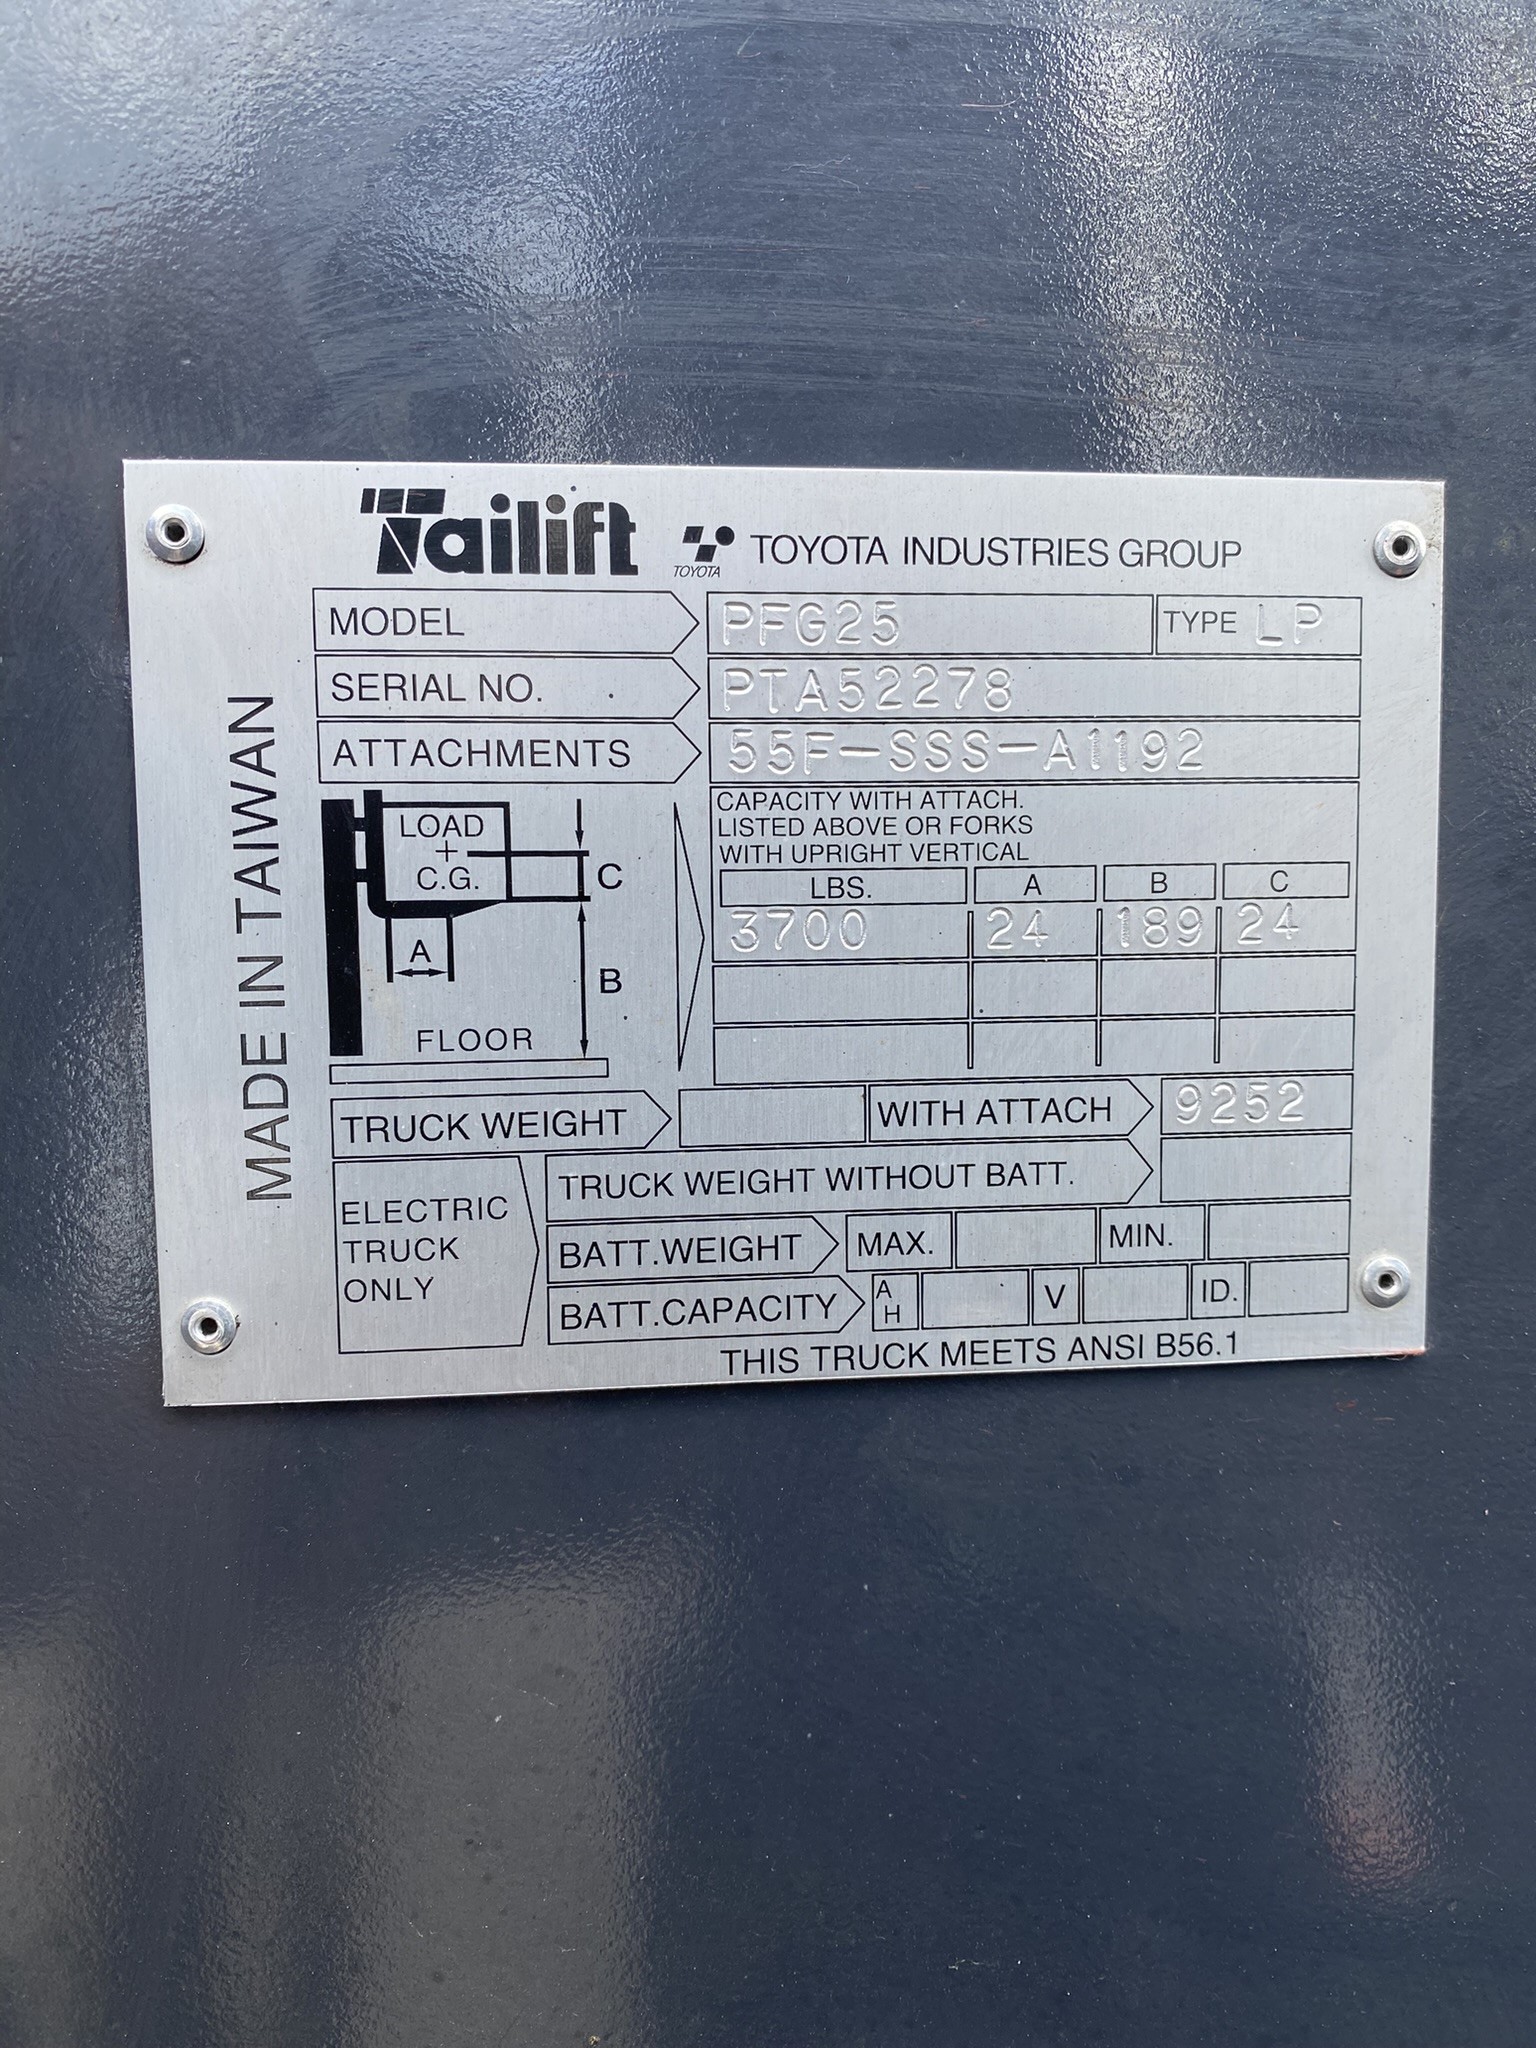 Tailift TOYOTA TOYOTA INDUSTRIES GROUP
MODEL PFG25 TYPE LP
SERIAL NO. PTA52278
ATTACHMENTS 55F-SSS-A1192
MADE IN TAIWAN
LOAD
+
C.G.
C
A
B
FLOOR
CAPACITY WITH ATTACH.
LISTED ABOVE OR FORKS
WITH UPRIGHT VERTICAL
LBS. A B C
3700 24 189 24
TRUCK WEIGHT WITH ATTACH 9252
ELECTRIC
TRUCK
ONLY
TRUCK WEIGHT WITHOUT BATT.
BATT.WEIGHT MAX. MIN.
BATT.CAPACITY AH V ID.
THIS TRUCK MEETS ANSI B56.1